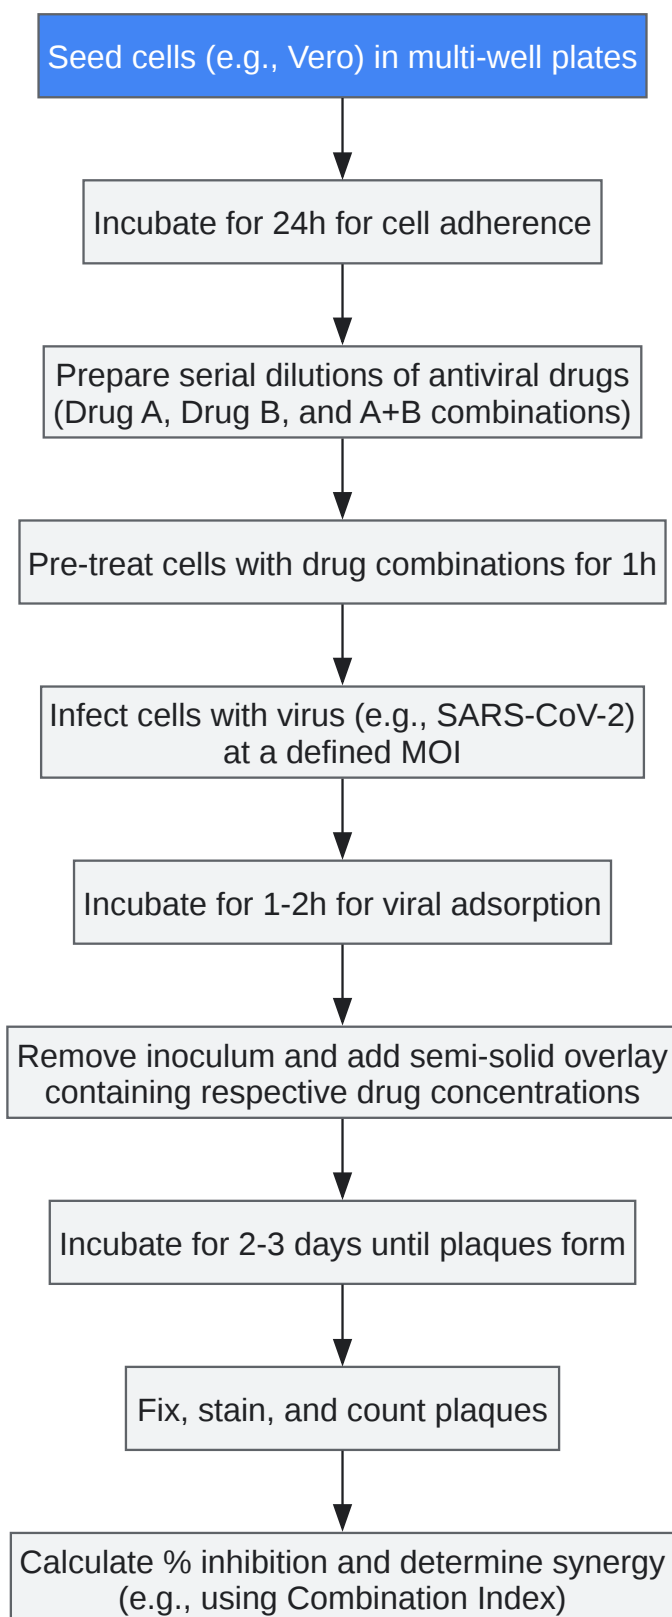 Seed cells (e.g., Vero) in multi-well plates
Incubate for 24h for cell adherence
Prepare serial dilutions of antiviral drugs
(Drug A, Drug B, and A+B combinations)
Pre-treat cells with drug combinations for 1h
Infect cells with virus (e.g., SARS-CoV-2)
at a defined MOI
Incubate for 1-2h for viral adsorption
Remove inoculum and add semi-solid overlay
containing respective drug concentrations
Incubate for 2-3 days until plaques form
Fix, stain, and count plaques
Calculate % inhibition and determine synergy
(e.g., using Combination Index)